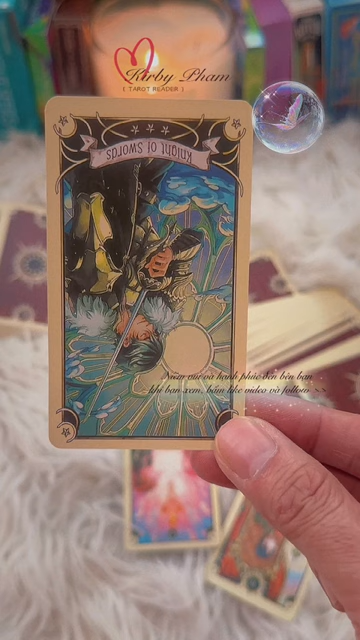 Kirby Pham
[ TAROT READER ]
Knight of Swords
Niềm vui và hạnh phúc đến bên bạn
khi bạn xem, bấm like video và follow